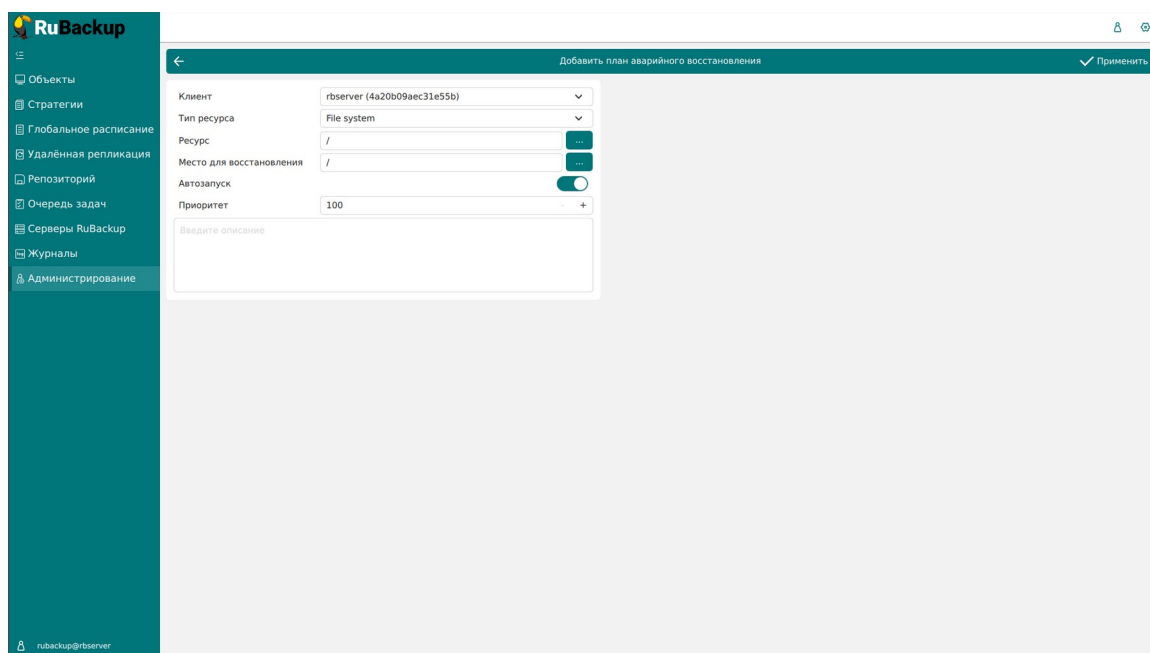 RuBackup
Добавить план аварийного восстановления
Применить
Объекты
Стратегии
Глобальное расписание
Удалённая репликация
Репозиторий
Очередь задач
Серверы RuBackup
Журналы
Администрирование
Клиент
rbserver (4a20b09aec31e55b)
Тип ресурса
File system
Ресурс
/
...
Место для восстановления
/
...
Автозапуск
Приоритет
100
- +
Введите описание
rubackup@rbserver